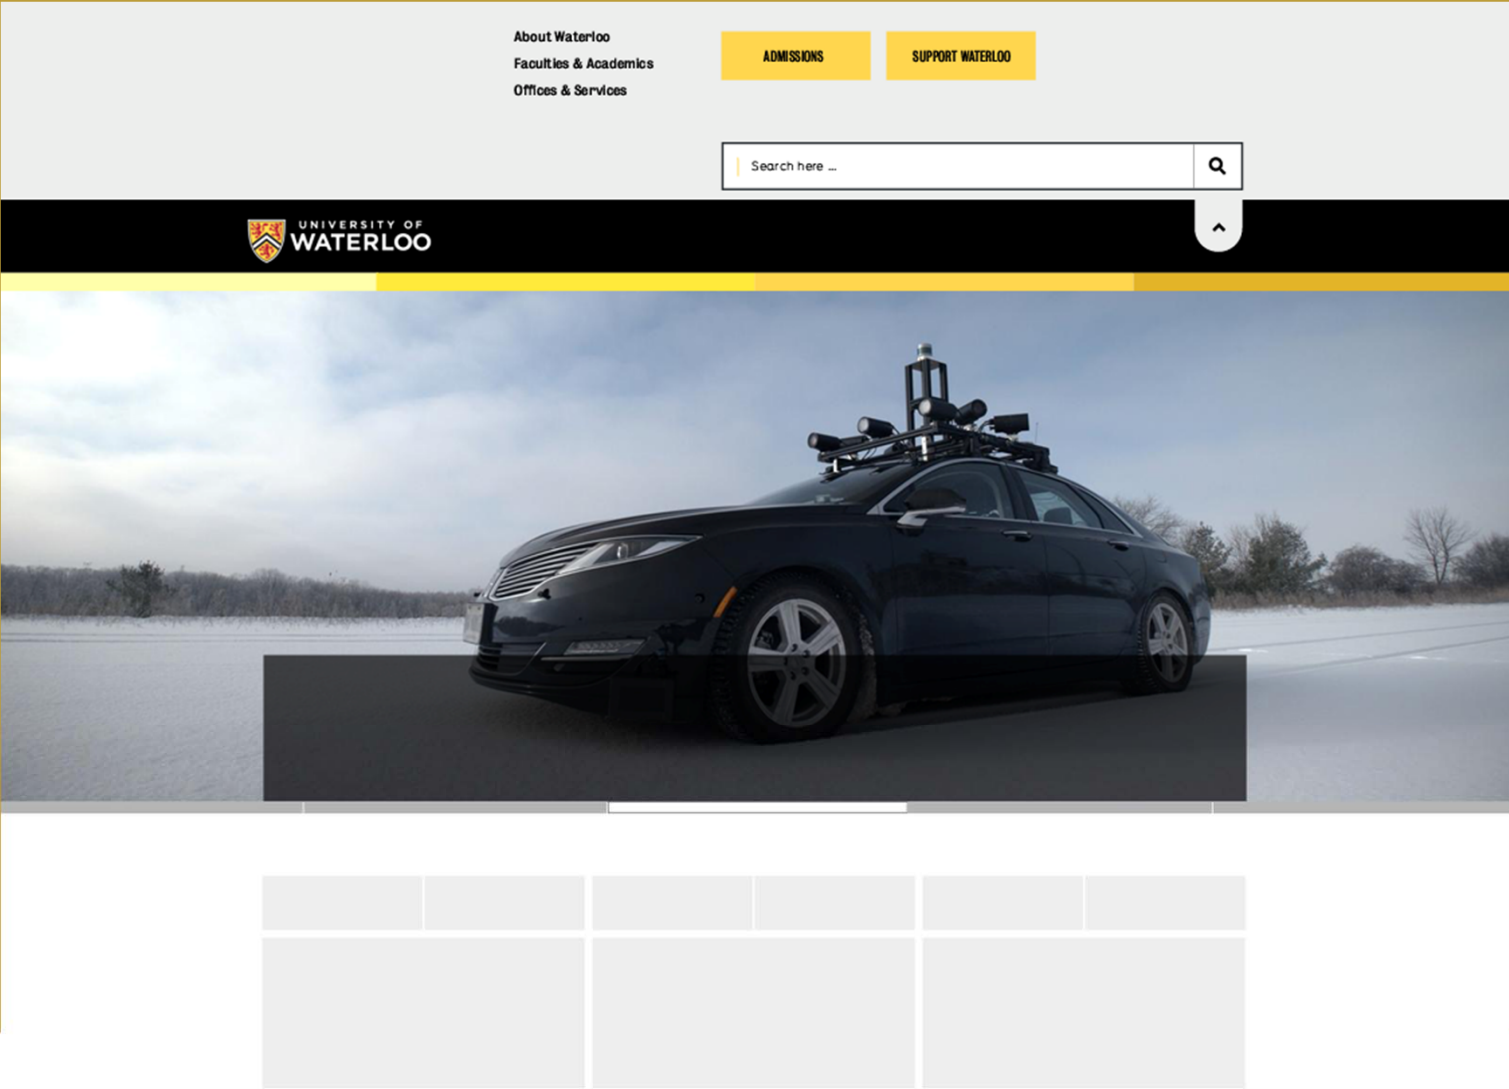 About Waterloo
Faculties & Academics
Offices & Services
ADMISSIONS
SUPPORT WATERLOO
Search here ...
UNIVERSITY OF
WATERLOO